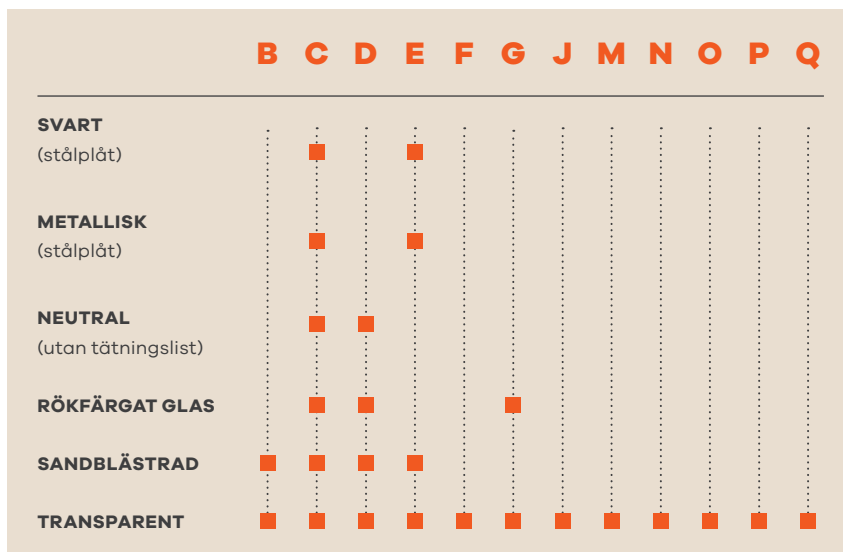 B C D E F G J M N O P Q
SVART
(stålplåt)
METALLISK
(stålplåt)
NEUTRAL
(utan tätningslist)
RÖKFÄRGAT GLAS
SANDBLÄSTRAD
TRANSPARENT